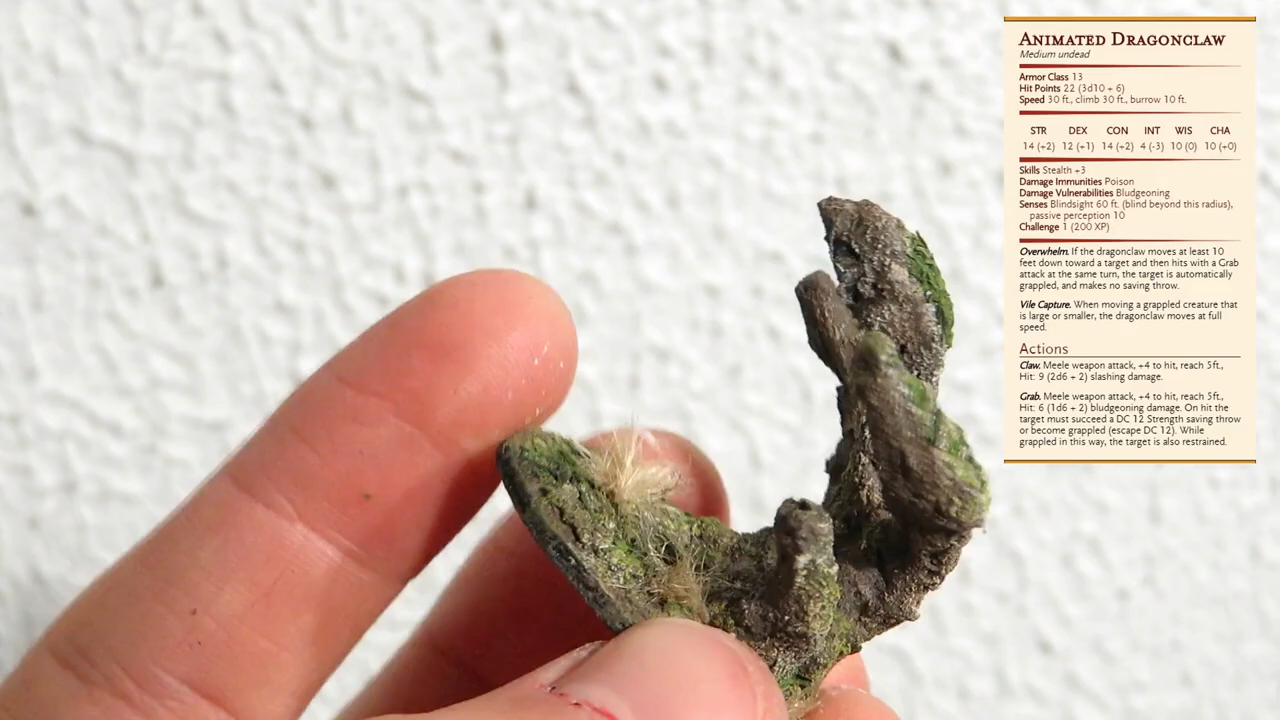 ANIMATED DRAGONCLAW
Medium undead
Armor Class 13
Hit Points 22 (3d10 + 6)
Speed 30 ft., climb 30 ft., burrow 10 ft.
STR DEX CON INT WIS CHA
14 (+2) 12 (+1) 14 (+2) 4 (-3) 10 (0) 10 (+0)
Skills Stealth +3
Damage Immunities Poison
Damage Vulnerabilities Bludgeoning
Senses Blindsight 60 ft. (blind beyond this radius),
passive perception 10
Challenge 1 (200 XP)
Overwhelm. If the dragonclaw moves at least 10
feet down toward a target and then hits with a Grab
attack at the same turn, the target is automatically
grappled, and makes no saving throw.
Vile Capture. When moving a grappled creature that
is large or smaller, the dragonclaw moves at full
speed.
Actions
Claw. Meele weapon attack, +4 to hit, reach 5ft.,
Hit: 9 (2d6 + 2) slashing damage.
Grab. Meele weapon attack, +4 to hit, reach 5ft.,
Hit: 6 (1d6 + 2) bludgeoning damage. On hit the
target must succeed a DC 12 Strength saving throw
or become grappled (escape DC 12). While
grappled in this way, the target is also restrained.